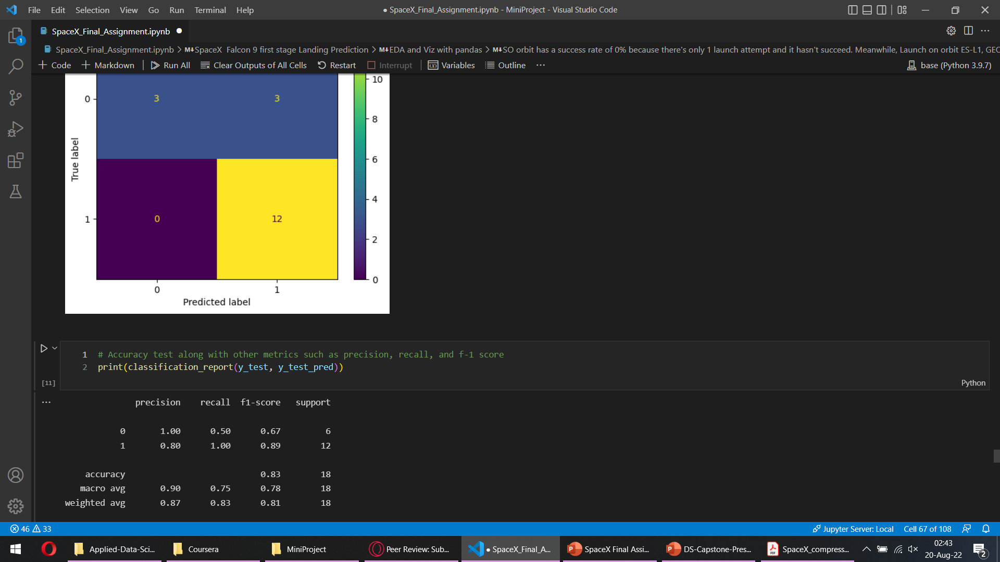 File Edit Selection View Go Run Terminal Help
● SpaceX_Final_Assignment.ipynb - MiniProject - Visual Studio Code
1
SpaceX_Final_Assignment.ipynb ●
SpaceX_Final_Assignment.ipynb > M↓SpaceX Falcon 9 first stage Landing Prediction > M↓EDA and Viz with pandas > M↓SO orbit has a success rate of 0% because there's only 1 launch attempt and it hasn't succeed. Meanwhile, Launch on orbit ES-L1, GEO
+ Code + Markdown | Run All Clear Outputs of All Cells Restart Interrupt | Variables Outline ··· base (Python 3.9.7)
10
0 3 3
8
6
True label
4
1 0 12
2
0
0 1
Predicted label
1 # Accuracy test along with other metrics such as precision, recall, and f-1 score
2 print(classification_report(y_test, y_test_pred))
[11] Python
··· precision recall f1-score support
0 1.00 0.50 0.67 6
1 0.80 1.00 0.89 12
accuracy 0.83 18
macro avg 0.90 0.75 0.78 18
weighted avg 0.87 0.83 0.81 18
46 33 Jupyter Server: Local Cell 67 of 108
Applied-Data-Sci... Coursera MiniProject Peer Review: Sub... ● SpaceX_Final_A... SpaceX Final Assi... DS-Capstone-Pres... SpaceX_compress...
02:43
20-Aug-22
2